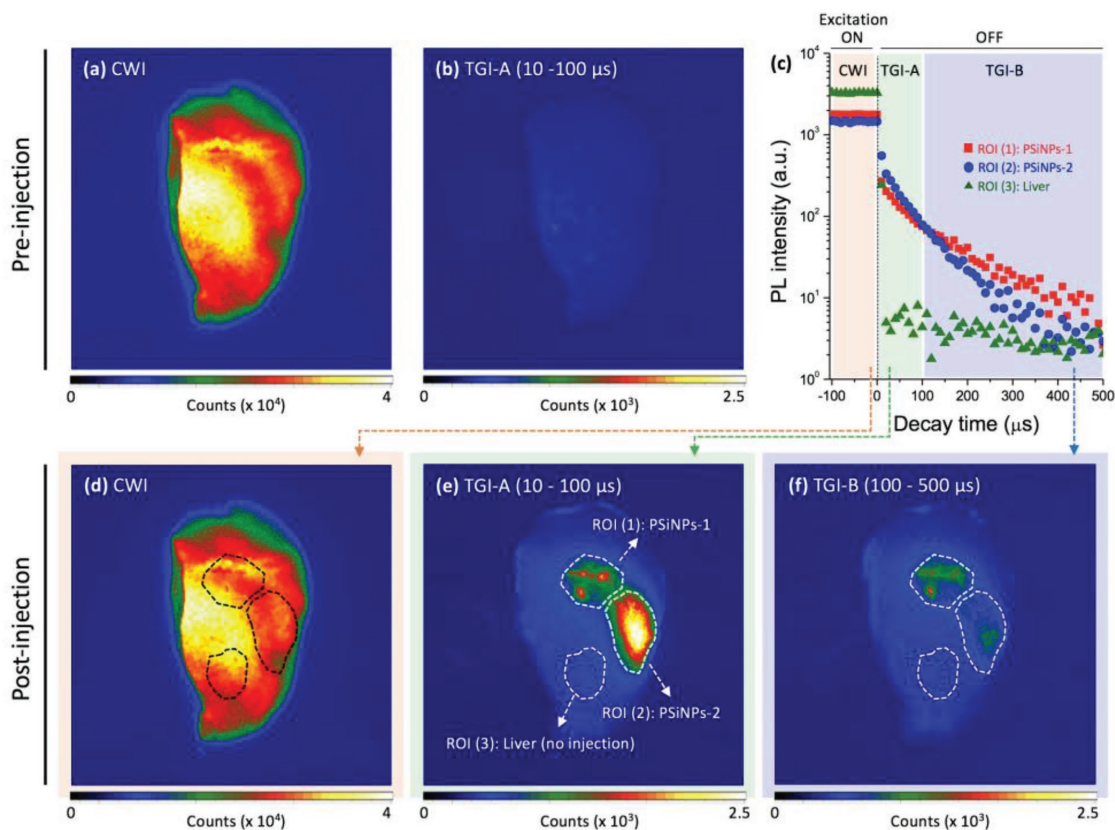 Pre-injection
(a) CWI
0
4
Counts (x 10⁴)
(b) TGI-A (10 -100 µs)
0
2.5
Counts (x 10³)
Excitation
ON
OFF
(c)
CWI
TGI-A
TGI-B
ROI (1): PSiNPs-1
ROI (2): PSiNPs-2
ROI (3): Liver
PL intensity (a.u.)
10⁴
10³
10²
10¹
10⁰
-100 0 100 200 300 400 500
Decay time (µs)
Post-injection
(d) CWI
0
4
Counts (x 10⁴)
(e) TGI-A (10 - 100 µs)
ROI (1): PSiNPs-1
ROI (2): PSiNPs-2
ROI (3): Liver (no injection)
0
2.5
Counts (x 10³)
(f) TGI-B (100 - 500 µs)
0
2.5
Counts (x 10³)